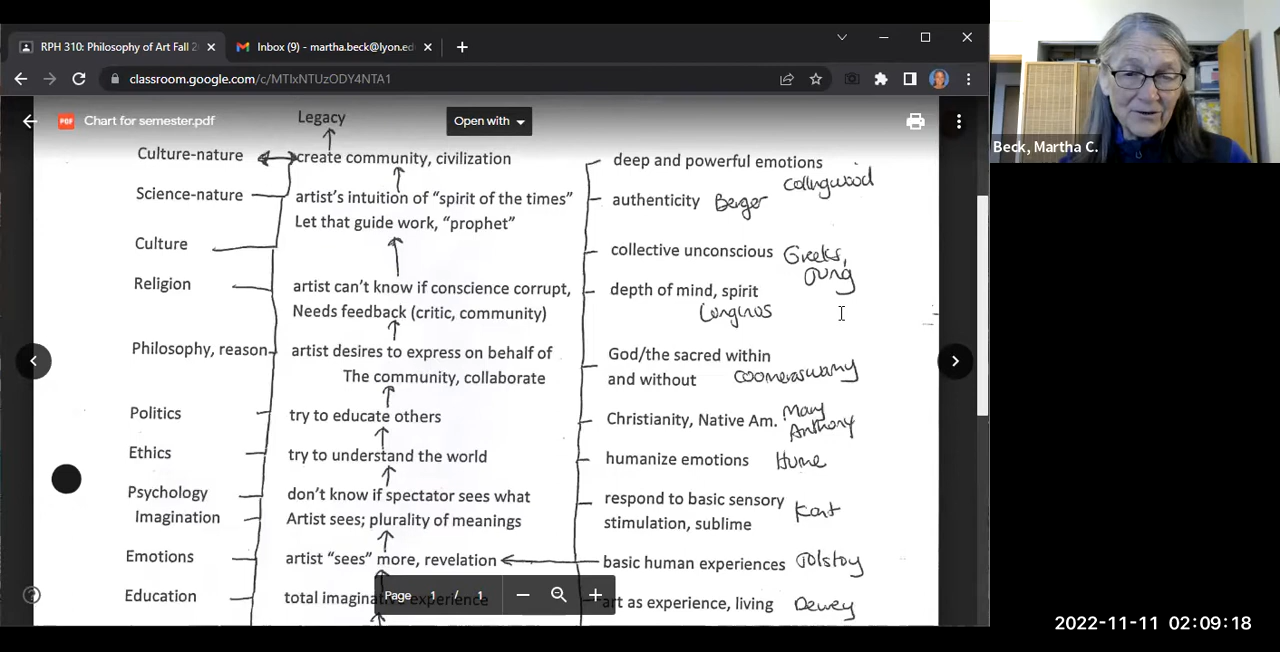 RPH 310: Philosophy of Art Fall 2
Inbox (9) - martha.beck@lyon.ed
classroom.google.com/c/MTIxNTUzODY4NTA1
Chart for semester.pdf
Open with
Beck, Martha C.
Legacy
Culture-nature
create community, civilization
deep and powerful emotions
Collingwood
Science-nature
artist's intuition of "spirit of the times"
authenticity Berger
Let that guide work, "prophet"
Culture
collective unconscious Greeks,
Jung
Religion
artist can't know if conscience corrupt,
depth of mind, spirit
Needs feedback (critic, community)
Longinos
Philosophy, reason
artist desires to express on behalf of
God/the sacred within
The community, collaborate
and without Coomeraswamy
Politics
try to educate others
Christianity, Native Am. Mary
Anthony
Ethics
try to understand the world
humanize emotions Hume
Psychology
don't know if spectator sees what
respond to basic sensory
Imagination
Artist sees; plurality of meanings
stimulation, sublime Kant
Emotions
artist "sees" more, revelation
basic human experiences Tolstoy
Education
total imaginative experience
art as experience, living Dewey
Page 1 / 1
2022-11-11 02:09:18